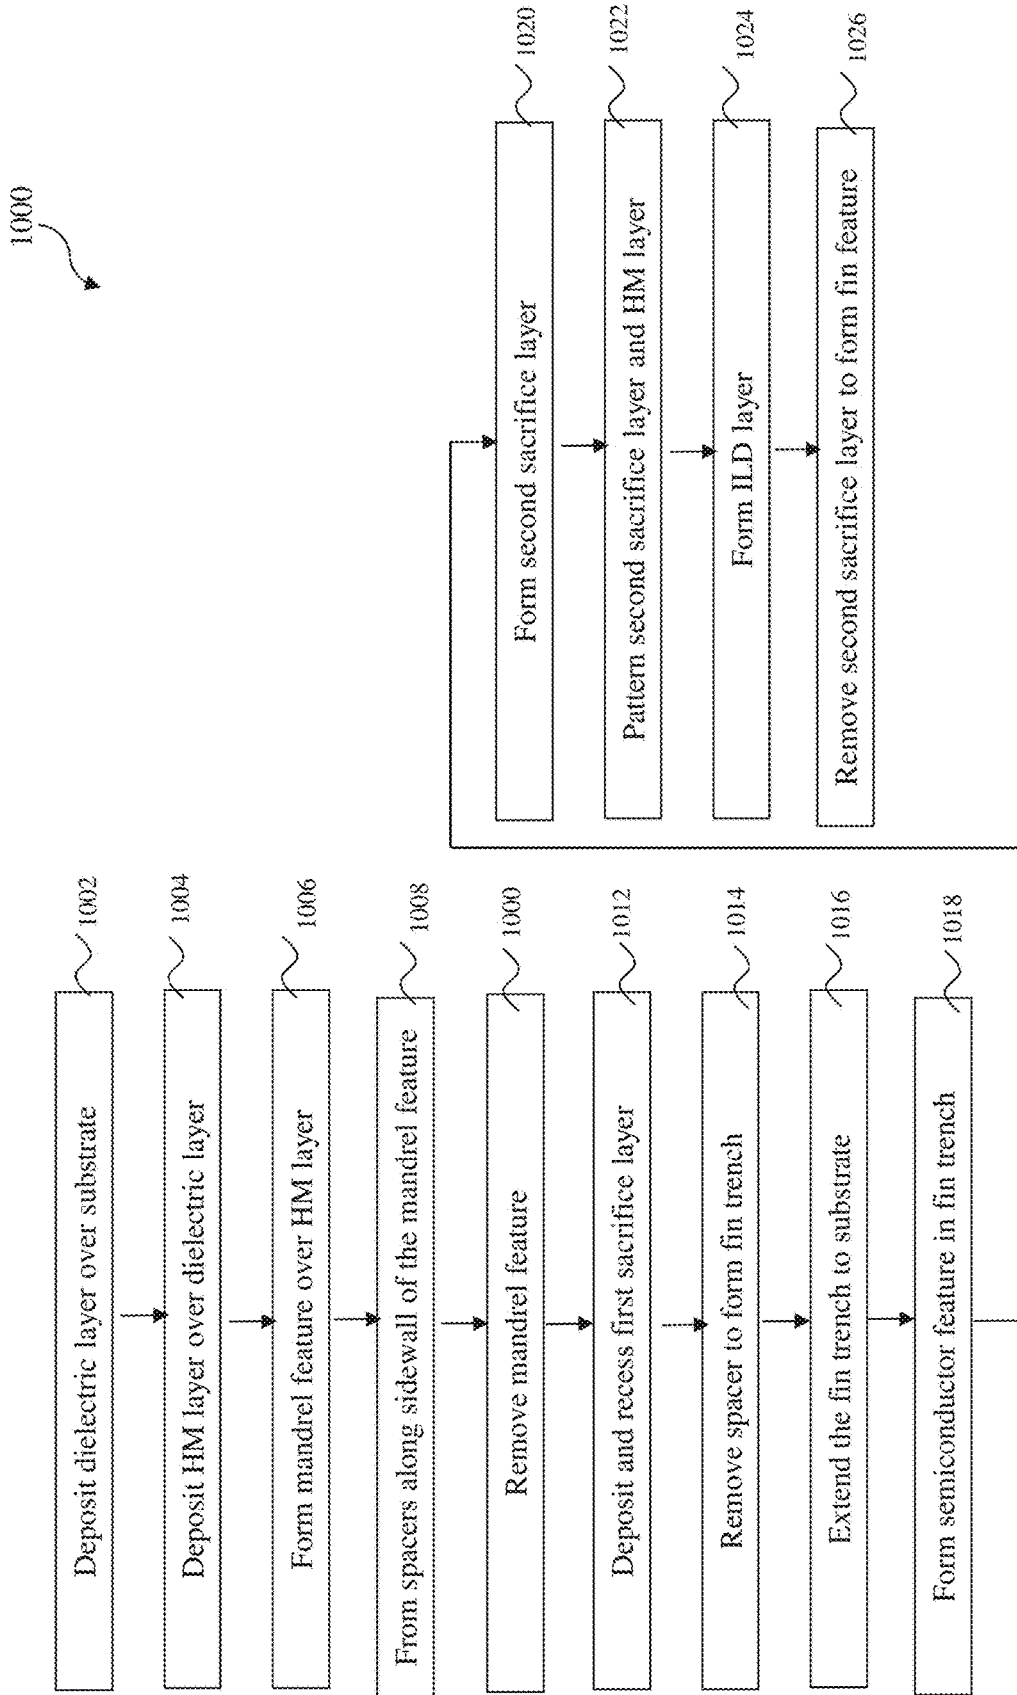 1000
Deposit dielectric layer over substrate
1002
Deposit HM layer over dielectric layer
1004
Form mandrel feature over HM layer
1006
From spacers along sidewall of the mandrel feature
1008
Remove mandrel feature
1000
Deposit and recess first sacrifice layer
1012
Remove spacer to form fin trench
1014
Extend the fin trench to substrate
1016
Form semiconductor feature in fin trench
1018
Form second sacrifice layer
1020
Pattern second sacrifice layer and HM layer
1022
Form ILD layer
1024
Remove second sacrifice layer to form fin feature
1026